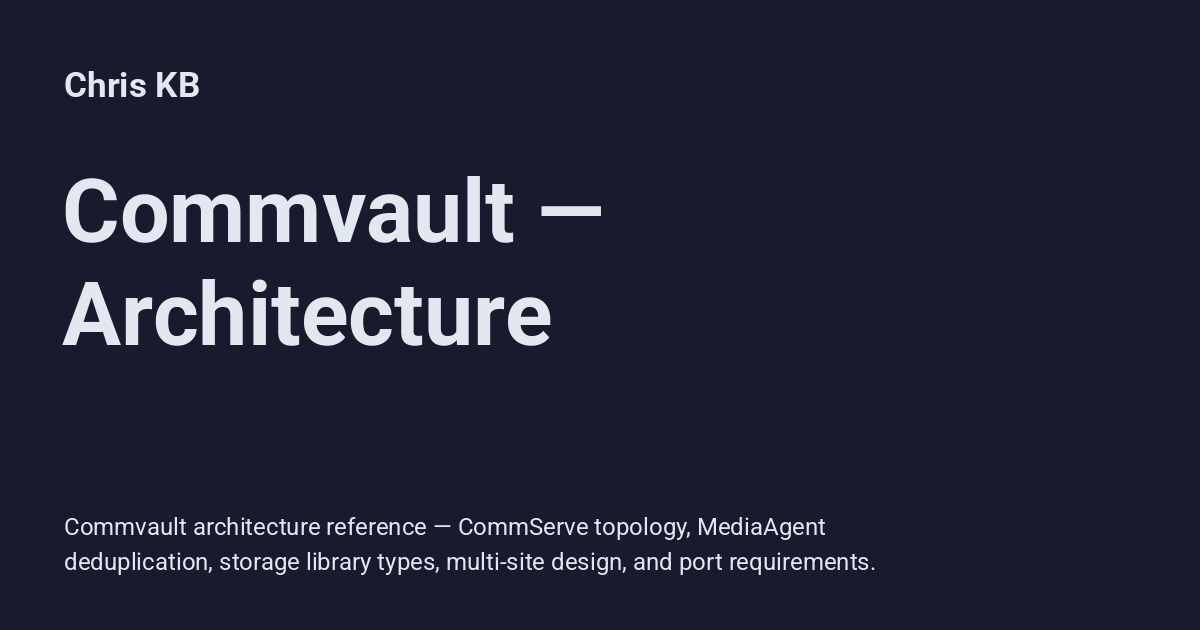 Chris KB
Commvault —
Architecture
Commvault architecture reference — CommServe topology, MediaAgent
deduplication, storage library types, multi-site design, and port requirements.